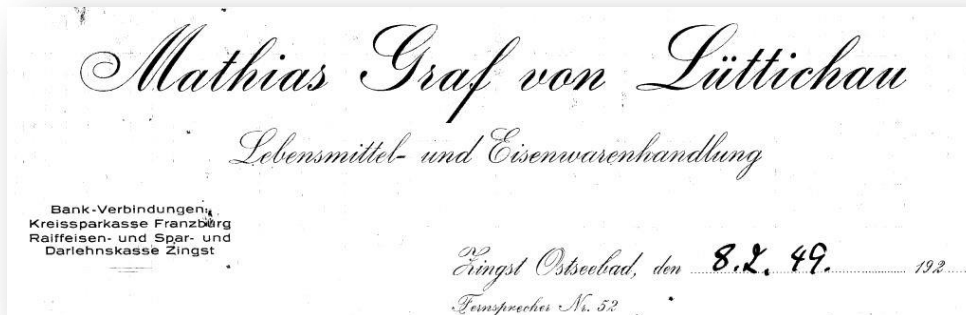 Mathias Graf von Lüttichau
Lebensmittel- und Eisenwarenhandlung
Bank-Verbindungen:
Kreissparkasse Franzburg
Raiffeisen- und Spar- und
Darlehnskasse Zingst
Zingst Ostseebad, den 8.2.49. 192
Fernsprecher Nr. 52